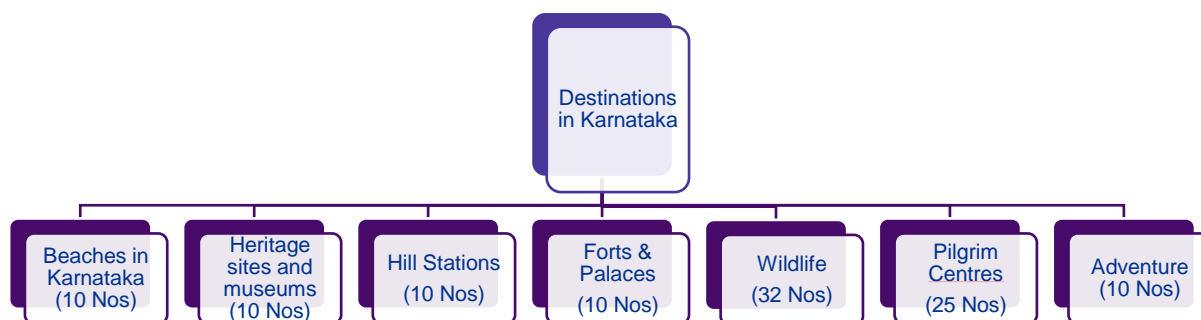 Destinations
in Karnataka
Beaches in
Karnataka
(10 Nos)
Heritage
sites and
museums
(10 Nos)
Hill Stations
(10 Nos)
Forts &
Palaces
(10 Nos)
Wildlife
(32 Nos)
Pilgrim
Centres
(25 Nos)
Adventure
(10 Nos)